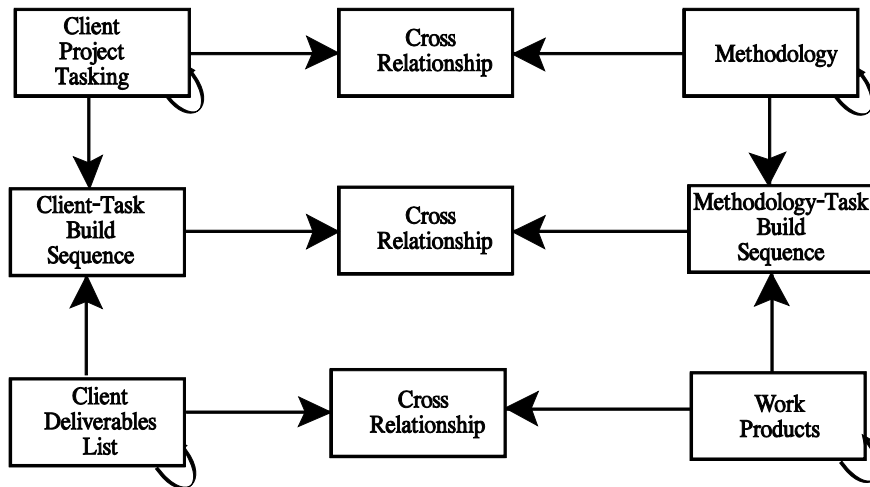 Client
Project
Tasking
Cross
Relationship
Methodology
Client-Task
Build
Sequence
Cross
Relationship
Methodology-Task
Build
Sequence
Client
Deliverables
List
Cross
Relationship
Work
Products